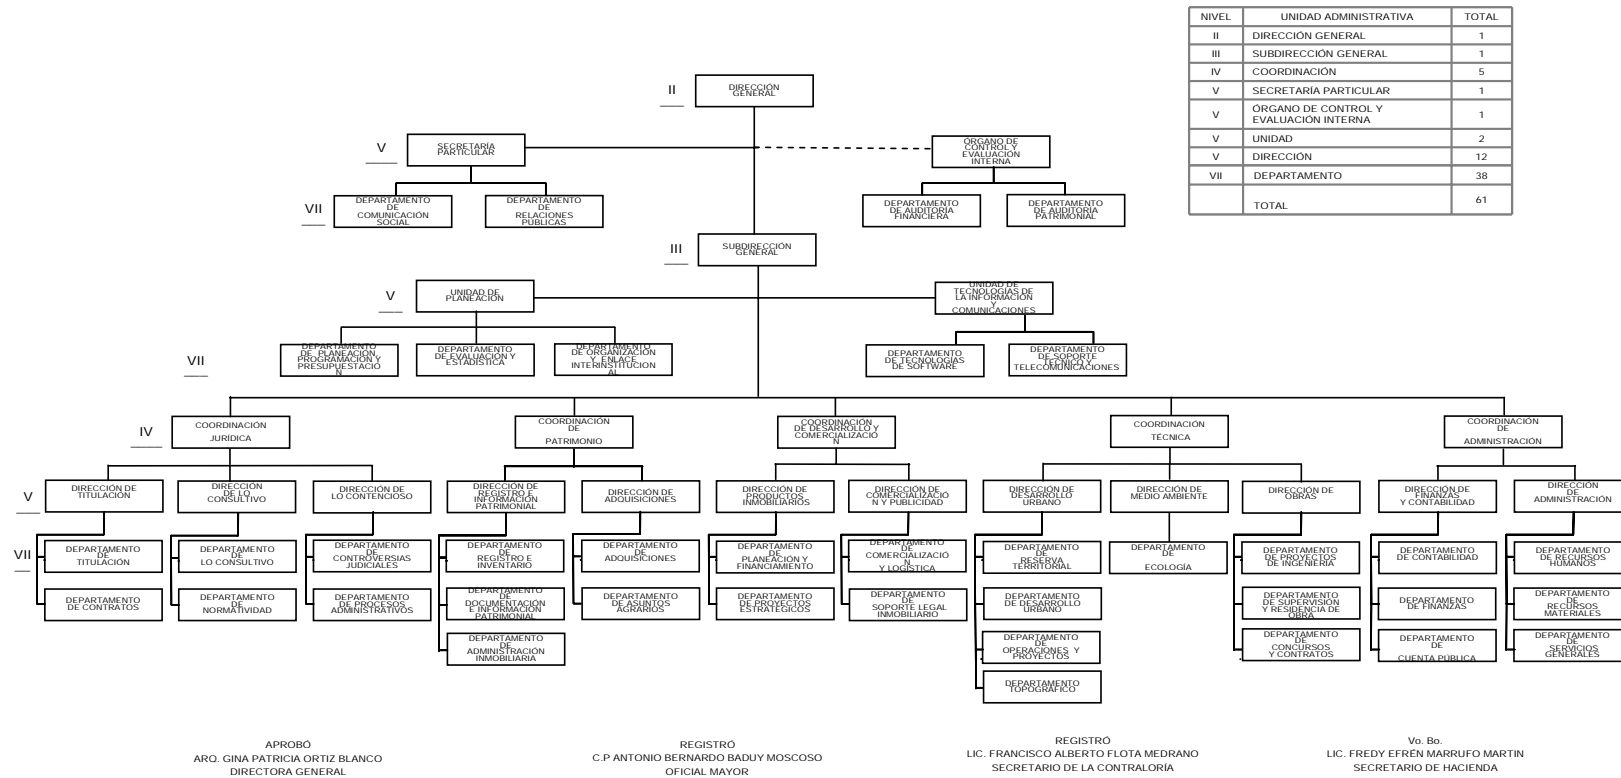 NIVEL UNIDAD ADMINISTRATIVA TOTAL
II DIRECCIÓN GENERAL 1
III SUBDIRECCIÓN GENERAL 1
IV COORDINACIÓN 5
V SECRETARÍA PARTICULAR 1
V ÓRGANO DE CONTROL Y
EVALUACIÓN INTERNA 1
V UNIDAD 2
V DIRECCIÓN 12
VII DEPARTAMENTO 38
TOTAL 61
II
DIRECCIÓN
GENERAL
V
SECRETARÍA
PARTICULAR
ÓRGANO DE
CONTROL Y
EVALUACIÓN
INTERNA
VII
DEPARTAMENTO
DE
COMUNICACIÓN
SOCIAL
DEPARTAMENTO
DE
RELACIONES
PÚBLICAS
DEPARTAMENTO
DE AUDITORÍA
FINANCIERA
DEPARTAMENTO
DE AUDITORÍA
PATRIMONIAL
III
SUBDIRECCIÓN
GENERAL
V
UNIDAD DE
PLANEACIÓN
UNIDAD DE
TECNOLOGÍAS DE
LA INFORMACIÓN
Y
COMUNICACIONES
VII
DEPARTAMENTO
DE PLANEACIÓN,
PROGRAMACIÓN Y
PRESUPUESTACIÓ
N
DEPARTAMENTO
DE EVALUACIÓN Y
ESTADÍSTICA
DEPARTAMENTO
DE ORGANIZACIÓN
Y ENLACE
INTERINSTITUCION
AL
DEPARTAMENTO
DE TECNOLOGÍAS
DE SOFTWARE
DEPARTAMENTO
DE SOPORTE
TÉCNICO Y
TELECOMUNICACIONES
IV
COORDINACIÓN
JURÍDICA
COORDINACIÓN
DE
PATRIMONIO
COORDINACIÓN
DE DESARROLLO Y
COMERCIALIZACIÓ
N
COORDINACIÓN
TÉCNICA
COORDINACIÓN
DE
ADMINISTRACIÓN
V
DIRECCIÓN DE
TITULACIÓN
DIRECCIÓN
DE LO
CONSULTIVO
DIRECCIÓN DE
LO CONTENCIOSO
DIRECCIÓN DE
REGISTRO E
INFORMACIÓN
PATRIMONIAL
DIRECCIÓN DE
ADQUISICIONES
DIRECCIÓN DE
PRODUCTOS
INMOBILIARIOS
DIRECCIÓN DE
COMERCIALIZACIÓ
N Y PUBLICIDAD
DIRECCIÓN DE
DESARROLLO
URBANO
DIRECCIÓN DE
MEDIO AMBIENTE
DIRECCIÓN DE
OBRAS
DIRECCIÓN DE
FINANZAS
Y CONTABILIDAD
DIRECCIÓN
DE
ADMINISTRACIÓN
VII
DEPARTAMENTO
DE
TITULACIÓN
DEPARTAMENTO
DE
LO CONSULTIVO
DEPARTAMENTO
DE
CONTROVERSIAS
JUDICIALES
DEPARTAMENTO
DE
REGISTRO E
INVENTARIO
DEPARTAMENTO
DE
ADQUISICIONES
DEPARTAMENTO
DE
PLANEACIÓN Y
FINANCIAMIENTO
DEPARTAMENTO
DE
COMERCIALIZACIÓ
N
Y LOGÍSTICA
DEPARTAMENTO
DE
RESERVA
TERRITORIAL
DEPARTAMENTO
DE
ECOLOGÍA
DEPARTAMENTO
DE PROYECTOS
DE INGENIERÍA
DEPARTAMENTO
DE CONTABILIDAD
DEPARTAMENTO
DE RECURSOS
HUMANOS
DEPARTAMENTO
DE CONTRATOS
DEPARTAMENTO
DE
NORMATIVIDAD
DEPARTAMENTO
DE PROCESOS
ADMINISTRATIVOS
DEPARTAMENTO
DE
DOCUMENTACIÓN
E INFORMACIÓN
PATRIMONIAL
DEPARTAMENTO
DE ASUNTOS
AGRARIOS
DEPARTAMENTO
DE PROYECTOS
ESTRATÉGICOS
DEPARTAMENTO
DE
SOPORTE LEGAL
INMOBILIARIO
DEPARTAMENTO
DE DESARROLLO
URBANO
DEPARTAMENTO
DE SUPERVISIÓN
Y RESIDENCIA DE
OBRA
DEPARTAMENTO
DE FINANZAS
DEPARTAMENTO
DE
RECURSOS
MATERIALES
DEPARTAMENTO
DE
ADMINISTRACIÓN
INMOBILIARIA
DEPARTAMENTO
DE
OPERACIONES Y
PROYECTOS
DEPARTAMENTO
DE
CONCURSOS
Y CONTRATOS
DEPARTAMENTO
DE
CUENTA PÚBLICA
DEPARTAMENTO
DE
SERVICIOS
GENERALES
DEPARTAMENTO
TOPOGRÁFICO
APROBÓ
ARQ. GINA PATRICIA ORTIZ BLANCO
DIRECTORA GENERAL
REGISTRÓ
C.P ANTONIO BERNARDO BADUY MOSCOSO
OFICIAL MAYOR
REGISTRÓ
LIC. FRANCISCO ALBERTO FLOTA MEDRANO
SECRETARIO DE LA CONTRALORÍA
Vo. Bo.
LIC. FREDY EFRÉN MARRUFO MARTIN
SECRETARIO DE HACIENDA